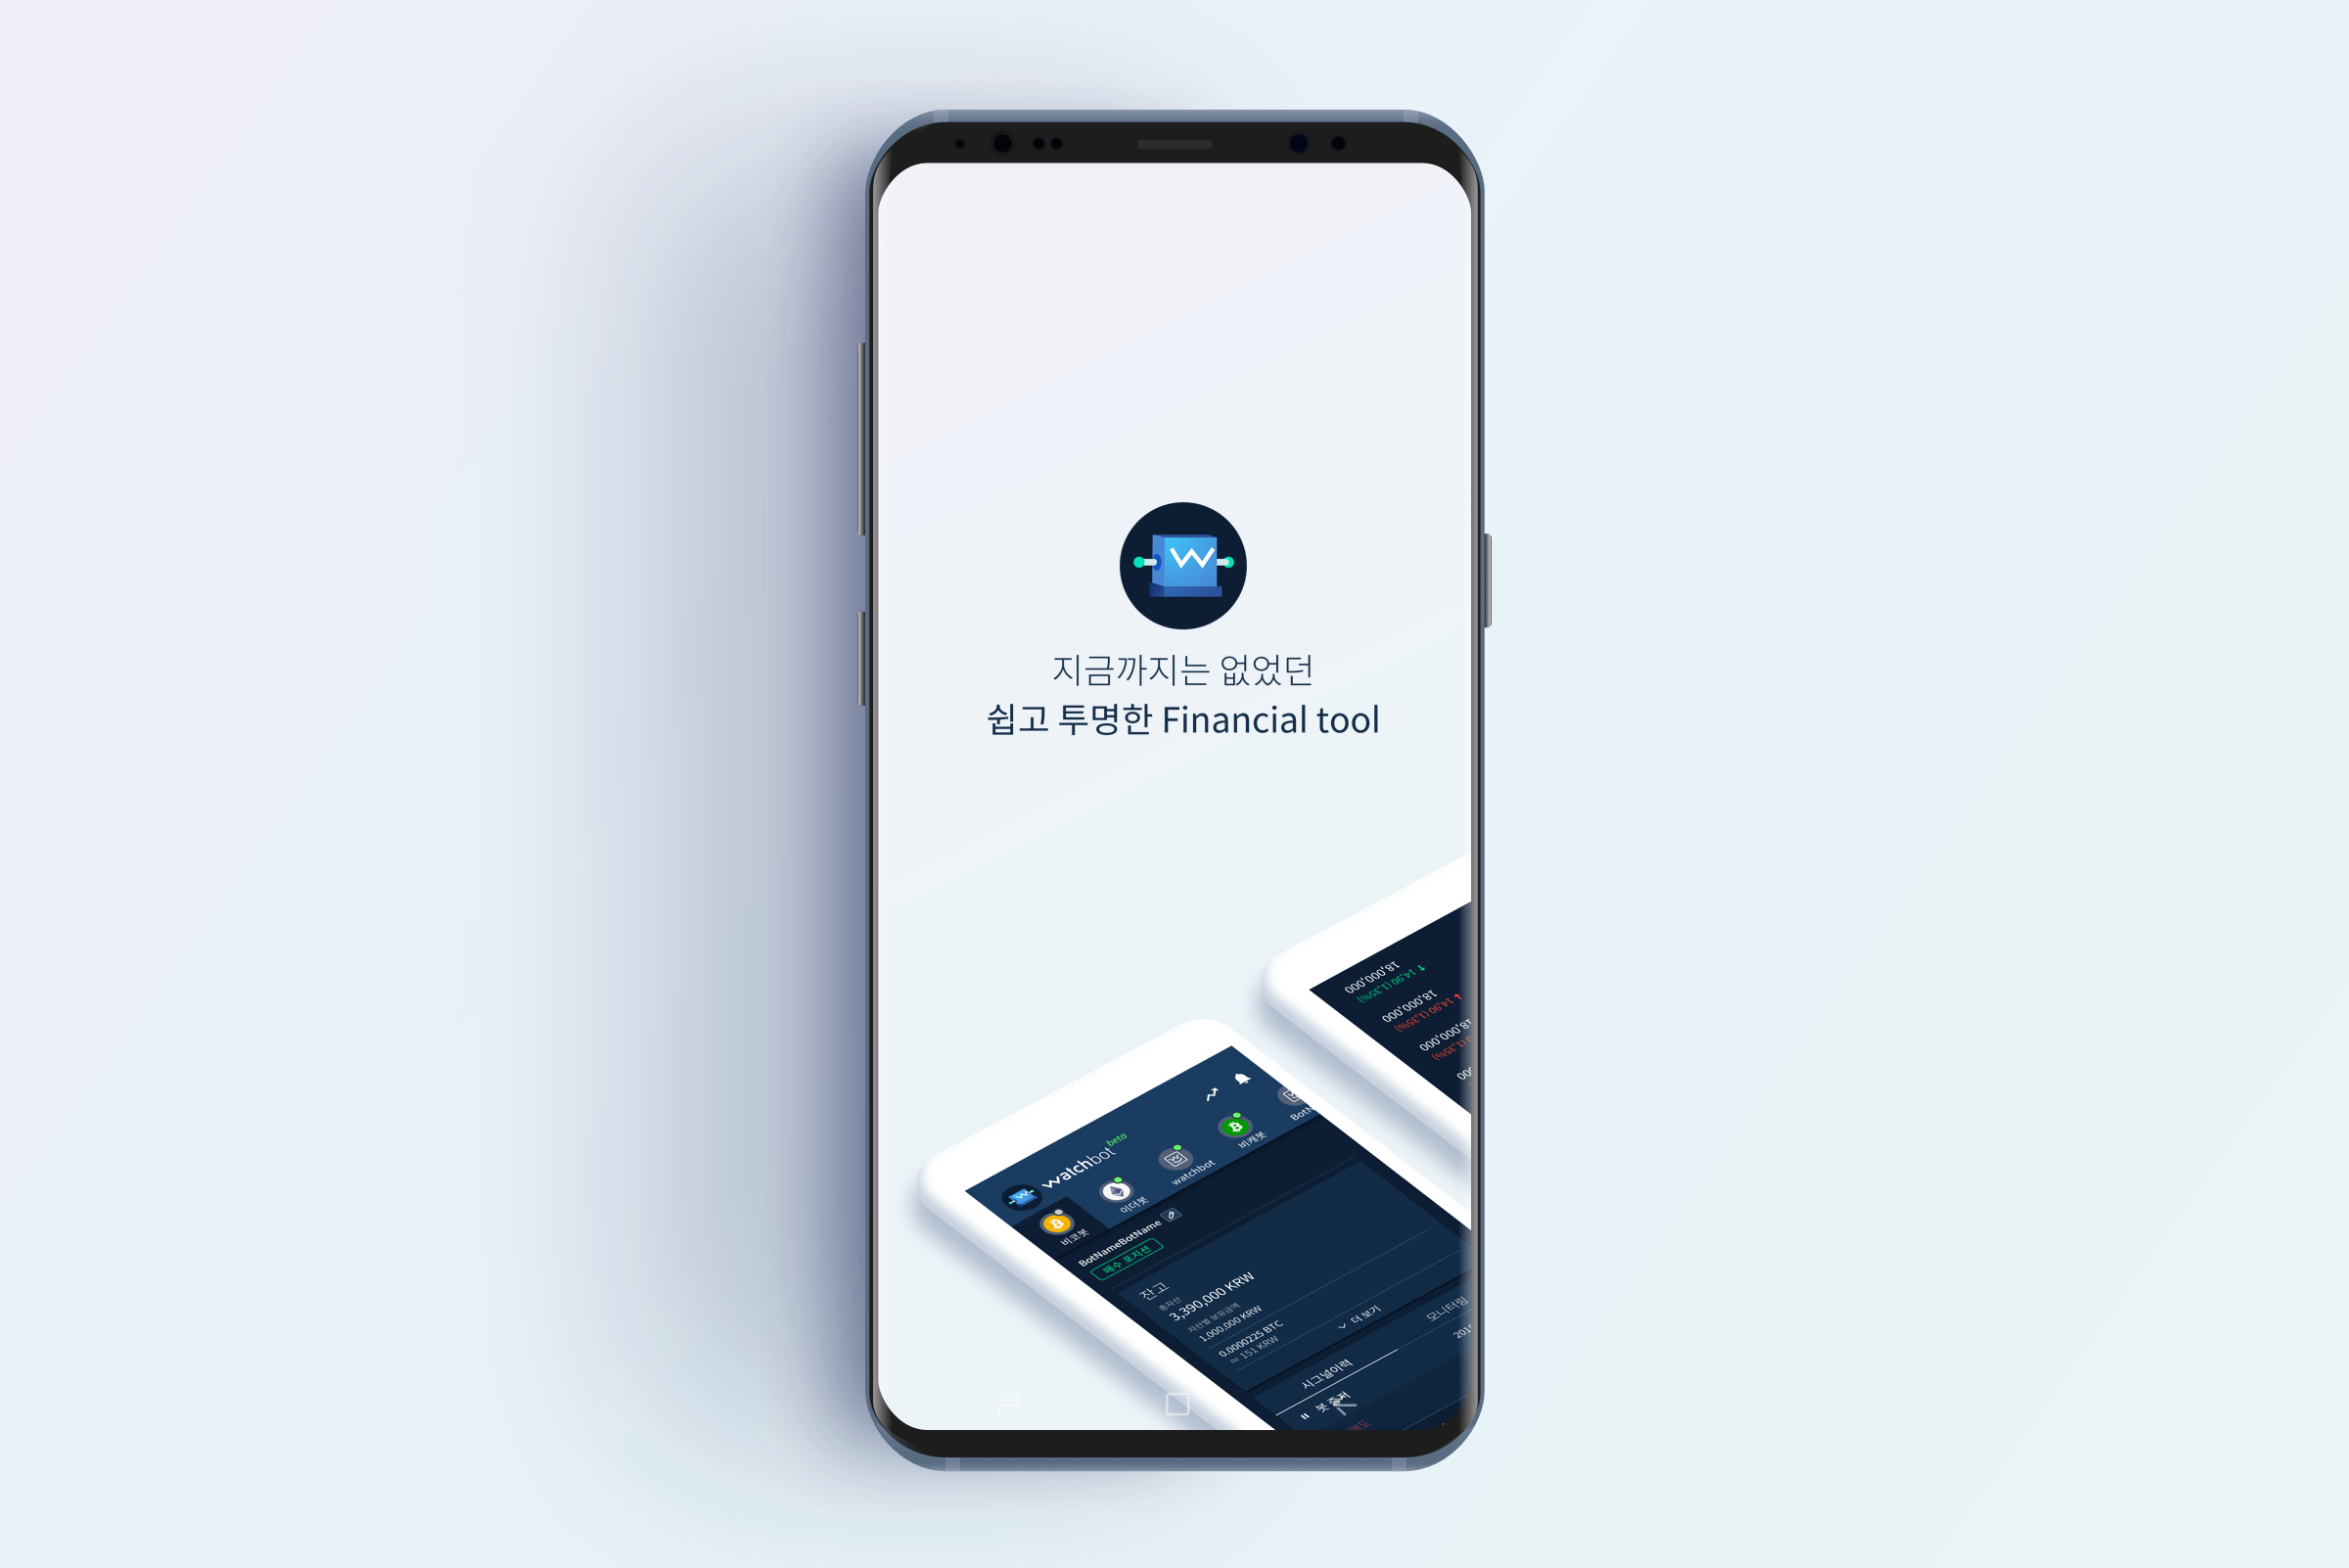 지금까지는 없었던
쉽고 투명한 Financial tool
18,000,000
14,90 (1,35%)
18,000,000
14,90 (1,35%)
18,000,000
(1,35%)
watchbot beta
비코봇
이더봇
watchbot
비캐봇
BotNameBotName
매수 포지션
잔고
총자산
3,390,000 KRW
자산별 보유금액
1,000,000 KRW
0.0000225 BTC
≈ 151 KRW
더 보기
시그널이력
모니터링